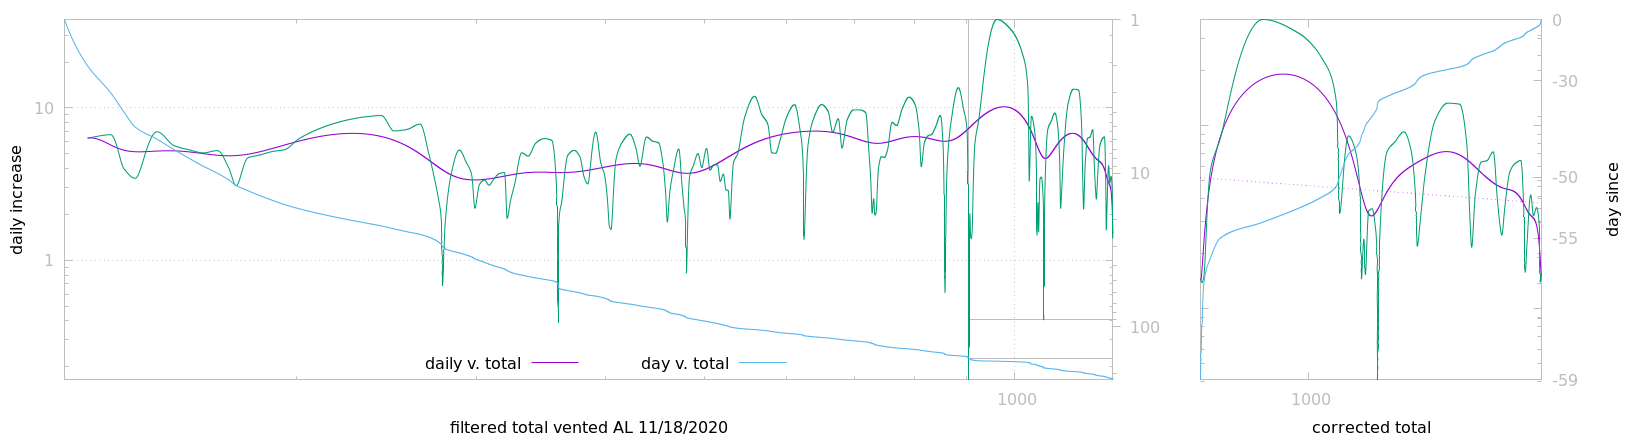 daily increase
10
1
daily v. total
day v. total
1
10
100
1000
filtered total vented AL 11/18/2020
0
-30
-50
-55
-59
day since
1000
corrected total